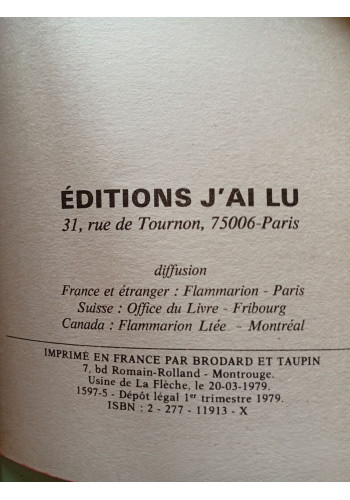 ÉDITIONS J'AI LU
31, rue de Tournon, 75006-Paris
diffusion
France et étranger : Flammarion - Paris
Suisse : Office du Livre - Fribourg
Canada : Flammarion Ltée - Montréal
IMPRIMÉ EN FRANCE PAR BRODARD ET TAUPIN
7, bd Romain-Rolland - Montrouge.
Usine de La Flèche, le 20-03-1979.
1597-5 - Dépôt légal 1er trimestre 1979.
ISBN : 2 - 277 - 11913 - X